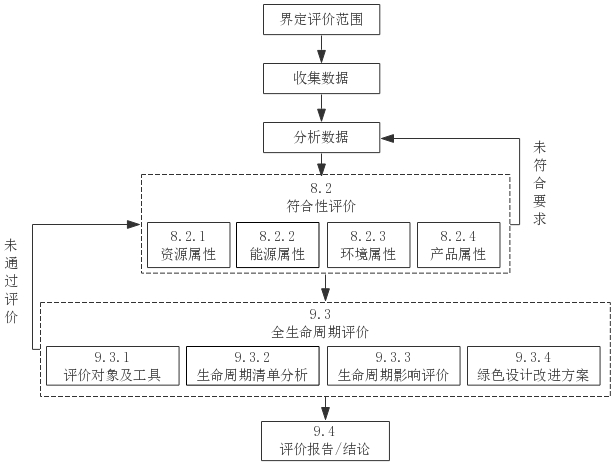 界定评价范围
收集数据
分析数据
未符合要求
8.2
符合性评价
8.2.1
资源属性
8.2.2
能源属性
8.2.3
环境属性
8.2.4
产品属性
未通过评价
9.3
全生命周期评价
9.3.1
评价对象及工具
9.3.2
生命周期清单分析
9.3.3
生命周期影响评价
9.3.4
绿色设计改进方案
9.4
评价报告/结论